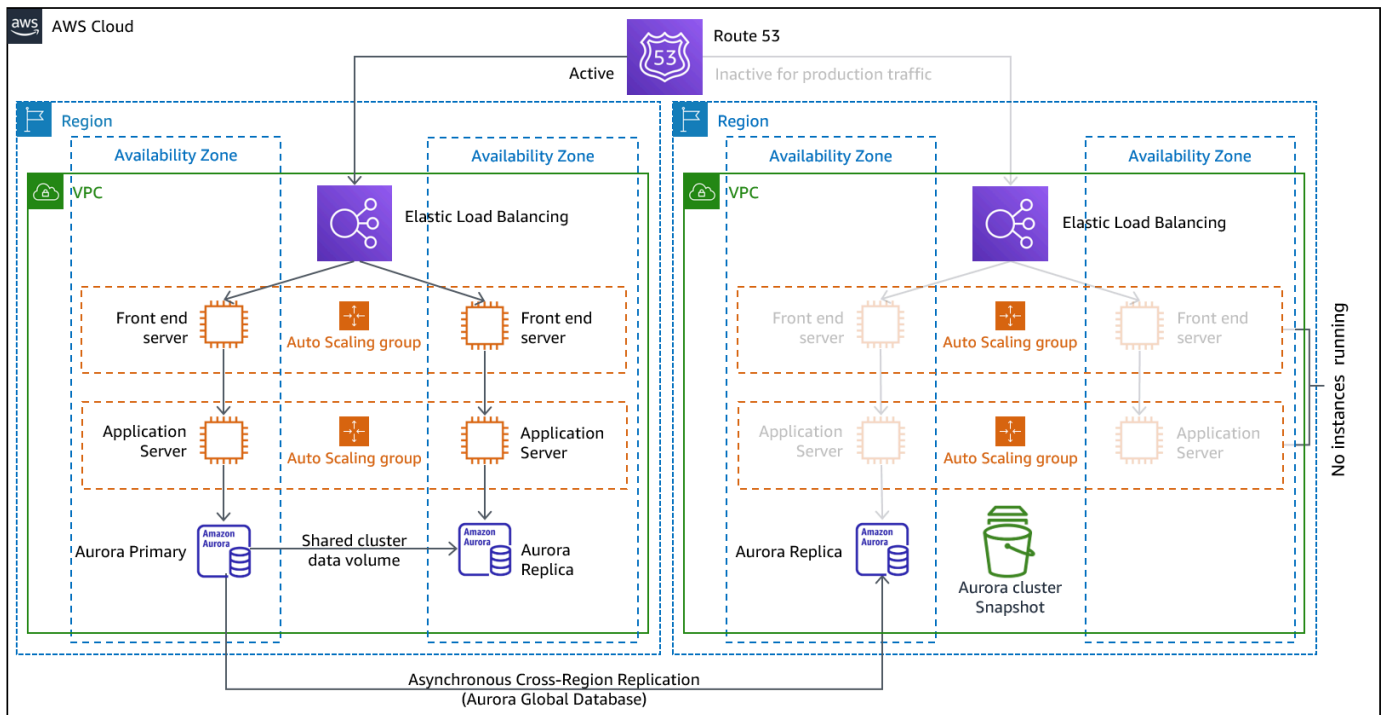 aws
AWS Cloud
53
Route 53
Active
Inactive for production traffic
Region
Availability Zone
Availability Zone
VPC
Elastic Load Balancing
Front end
server
Auto Scaling group
Front end
server
Application
Server
Auto Scaling group
Application
Server
Aurora Primary
Amazon
Aurora
Shared cluster
data volume
Amazon
Aurora
Aurora
Replica
Region
Availability Zone
Availability Zone
VPC
Elastic Load Balancing
Front end
server
Auto Scaling group
Front end
server
Application
Server
Auto Scaling group
Application
Server
No instances running
Aurora Replica
Amazon
Aurora
Aurora cluster
Snapshot
Asynchronous Cross-Region Replication
(Aurora Global Database)